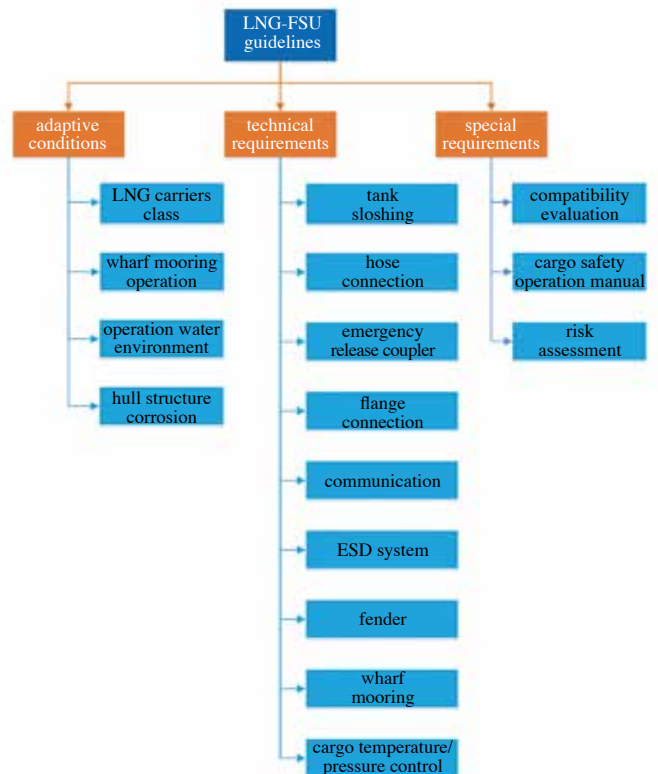 LNG-FSU
guidelines
adaptive
conditions
LNG carriers
class
wharf mooring
operation
operation water
environment
hull structure
corrosion
technical
requirements
tank
sloshing
hose
connection
emergency
release coupler
flange
connection
communication
ESD system
fender
wharf
mooring
cargo temperature/
pressure control
special
requirements
compatibility
evaluation
cargo safety
operation manual
risk
assessment